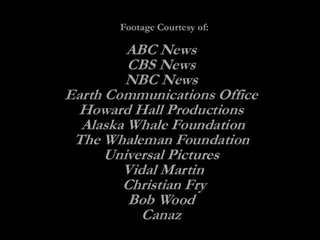 Footage Courtesy of:
ABC News
CBS News
NBC News
Earth Communications Office
Howard Hall Productions
Alaska Whale Foundation
The Whaleman Foundation
Universal Pictures
Vidal Martin
Christian Fry
Bob Wood
Canaz